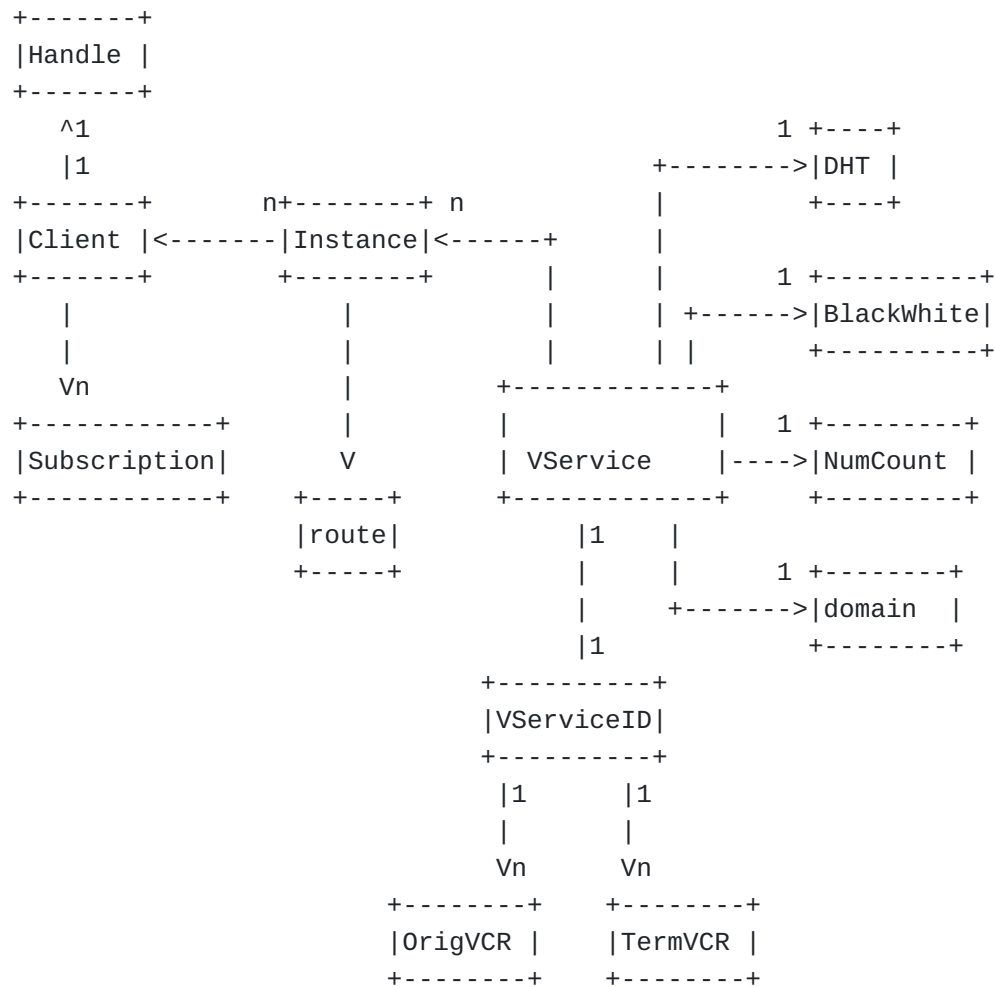 +-------+
|Handle |
+-------+
   ^1                                            1 +----+
   |1                                    +-------->|DHT |
+-------+       n+--------+ n            |         +----+
|Client |<-------|Instance|<------+      |
+-------+        +--------+       |      |       1 +----------+
   |                 |            |      | +------>|BlackWhite|
   |                 |            |      | |       +----------+
   Vn                |         +-------------+
+------------+       |         |             |   1 +---------+
|Subscription|       V         | VService    |---->|NumCount |
+------------+    +-----+      +-------------+     +---------+
                  |route|           |1    |
                  +-----+           |     |      1 +--------+
                                    |     +------->|domain  |
                                    |1             +--------+
                              +----------+
                              |VServiceID|
                              +----------+
                               |1      |1
                               |       |
                               Vn      Vn
                        +--------+    +--------+
                        |OrigVCR |    |TermVCR |
                        +--------+    +--------+